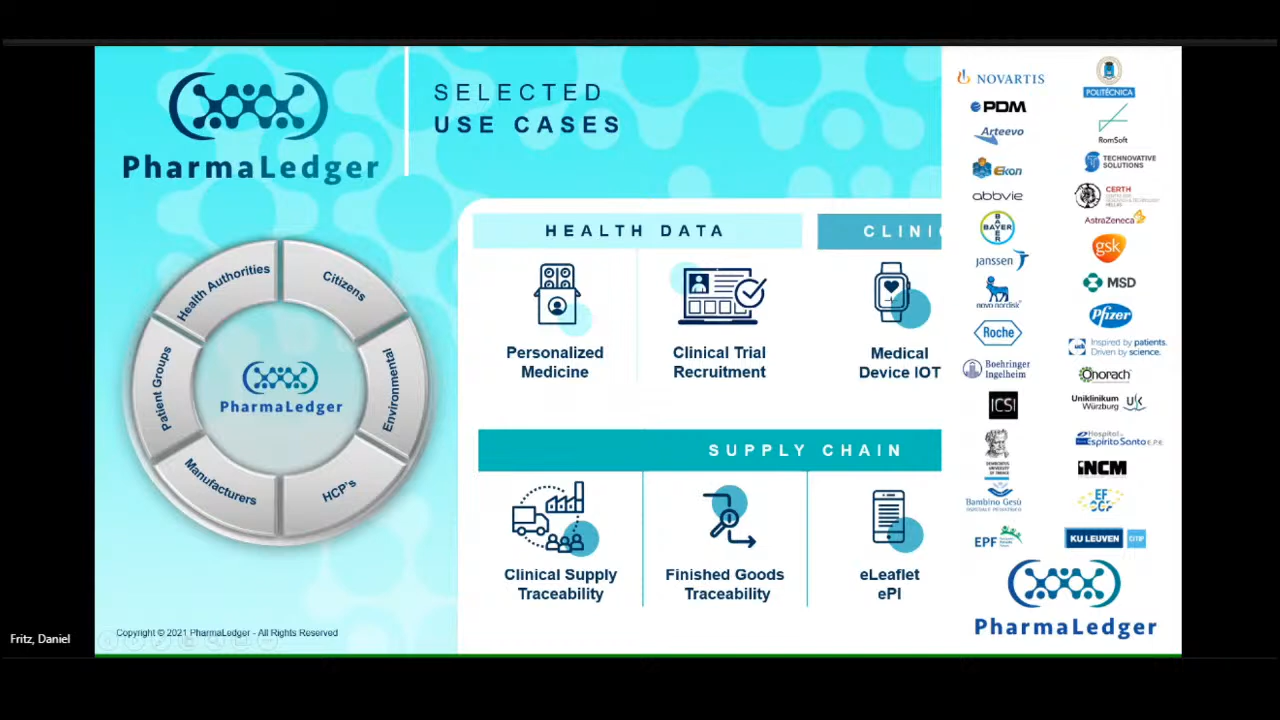 PharmaLedger
SELECTED
USE CASES
Health Authorities
Citizens
Environmental
HCP's
Manufacturers
Patient Groups
PharmaLedger
HEALTH DATA
CLINIC
Personalized
Medicine
Clinical Trial
Recruitment
Medical
Device IOT
SUPPLY CHAIN
Clinical Supply
Traceability
Finished Goods
Traceability
eLeaflet
ePI
NOVARTIS
PDM
Arteevo
Ekon
abbvie
BAYER
BAYER
janssen
novo nordisk
Roche
Boehringer
Ingelheim
ICSI
Bambino Gesù
EPF
POLITÉCNICA
RomSoft
TECHNOVATIVE
SOLUTIONS
CERTH
AstraZeneca
gsk
MSD
Pfizer
ucb
Inspired by patients.
Driven by science.
Onorach
Uniklinikum
Würzburg
Hospital
Espírito Santo E.P.E
INCM
KU LEUVEN
CiTiP
PharmaLedger
Copyright © 2021 PharmaLedger - All Rights Reserved
Fritz, Daniel